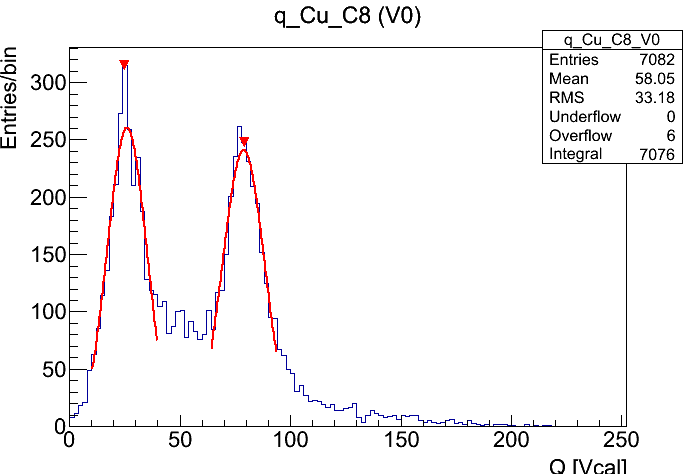 q_Cu_C8 (V0)
q_Cu_C8_V0
Entries 7082
Mean 58.05
RMS 33.18
Underflow 0
Overflow 6
Integral 7076
Entries/bin
300
250
200
150
100
50
0
0 50 100 150 200 250
Q [Vcal]